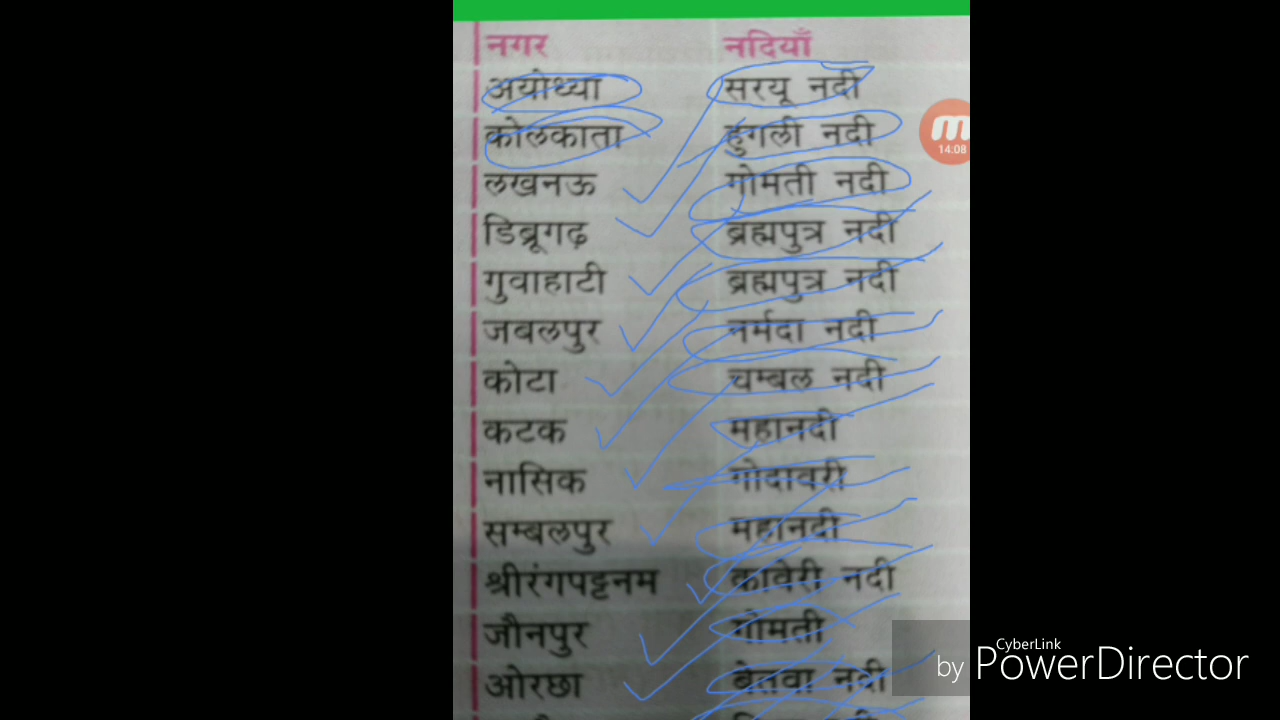 नगर नदियाँ
अयोध्या सरयू नदी
कोलकाता हुगली नदी
लखनऊ गोमती नदी
डिब्रूगढ़ ब्रह्मपुत्र नदी
गुवाहाटी ब्रह्मपुत्र नदी
जबलपुर नर्मदा नदी
कोटा चम्बल नदी
कटक महानदी
नासिक गोदावरी
सम्बलपुर महानदी
श्रीरंगपट्टनम कावेरी नदी
जौनपुर गोमती
ओरछा बेतवा नदी
14:08
CyberLink
by PowerDirector